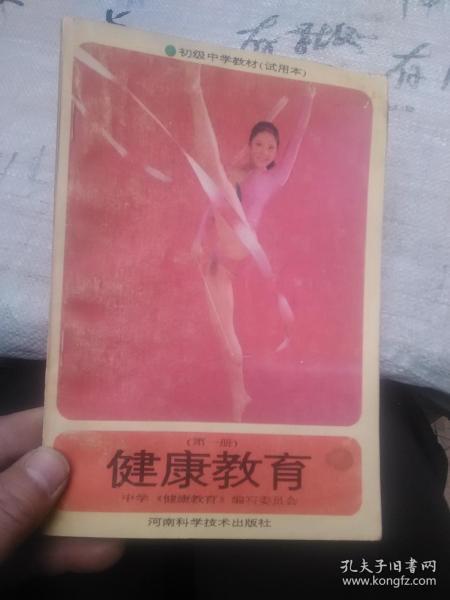 初级中学教材(试用本)
(第一册)
健康教育
中学《健康教育》编写委员会
河南科学技术出版社
孔夫子旧书网
www.kongfz.com